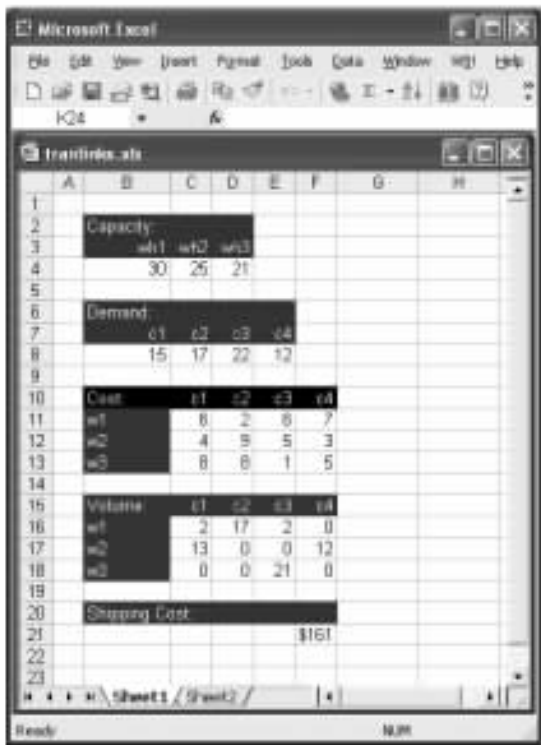 Microsoft Excel
File Edit View Insert Format Tools Data Window WB! Help
K24 fx
tranlinks.xls
A B C D E F G H
1
2 Capacity:
3 wh1 wh2 wh3
4 30 25 21
5
6 Demand:
7 c1 c2 c3 c4
8 15 17 22 12
9
10 Cost: c1 c2 c3 c4
11 w1 6 2 6 7
12 w2 4 9 5 3
13 w3 8 8 1 5
14
15 Volume: c1 c2 c3 c4
16 w1 2 17 0
17 w2 13 0 0 12
18 w3 0 0 21 0
19
20 Shipping Cost
21 $161
22
23
Sheet1 Sheet2
Ready NUM